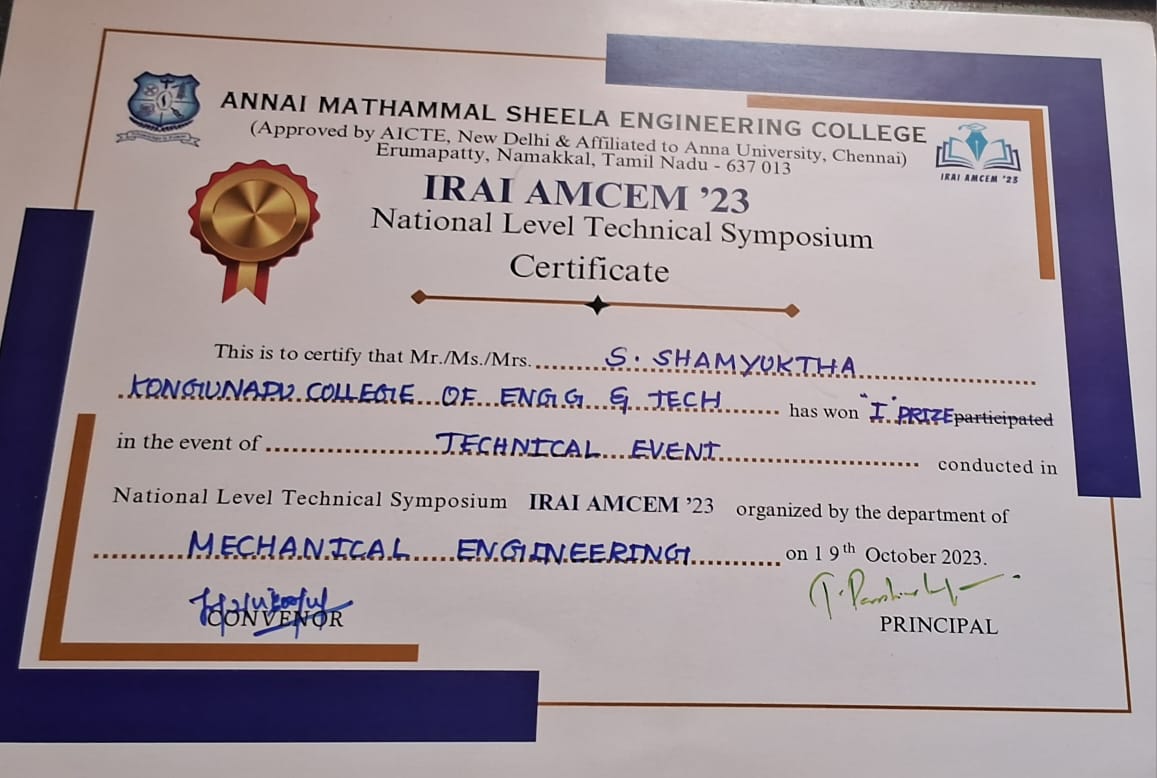 ANNAI MATHAMMAL SHEELA ENGINEERING COLLEGE
(Approved by AICTE, New Delhi & Affiliated to Anna University, Chennai)
Erumapatty, Namakkal, Tamil Nadu - 637 013
IRAI AMCEM '23
IRAI AMCEM '23
National Level Technical Symposium
Certificate
This is to certify that Mr./Ms./Mrs. S. SHAMYUKTHA
KONGUNADU COLLEGE OF ENGG & TECH has won "I" PRIZE participated
in the event of TECHNICAL EVENT conducted in
National Level Technical Symposium IRAI AMCEM '23 organized by the department of
MECHANICAL ENGINEERING on 19th October 2023.
CONVENOR
PRINCIPAL